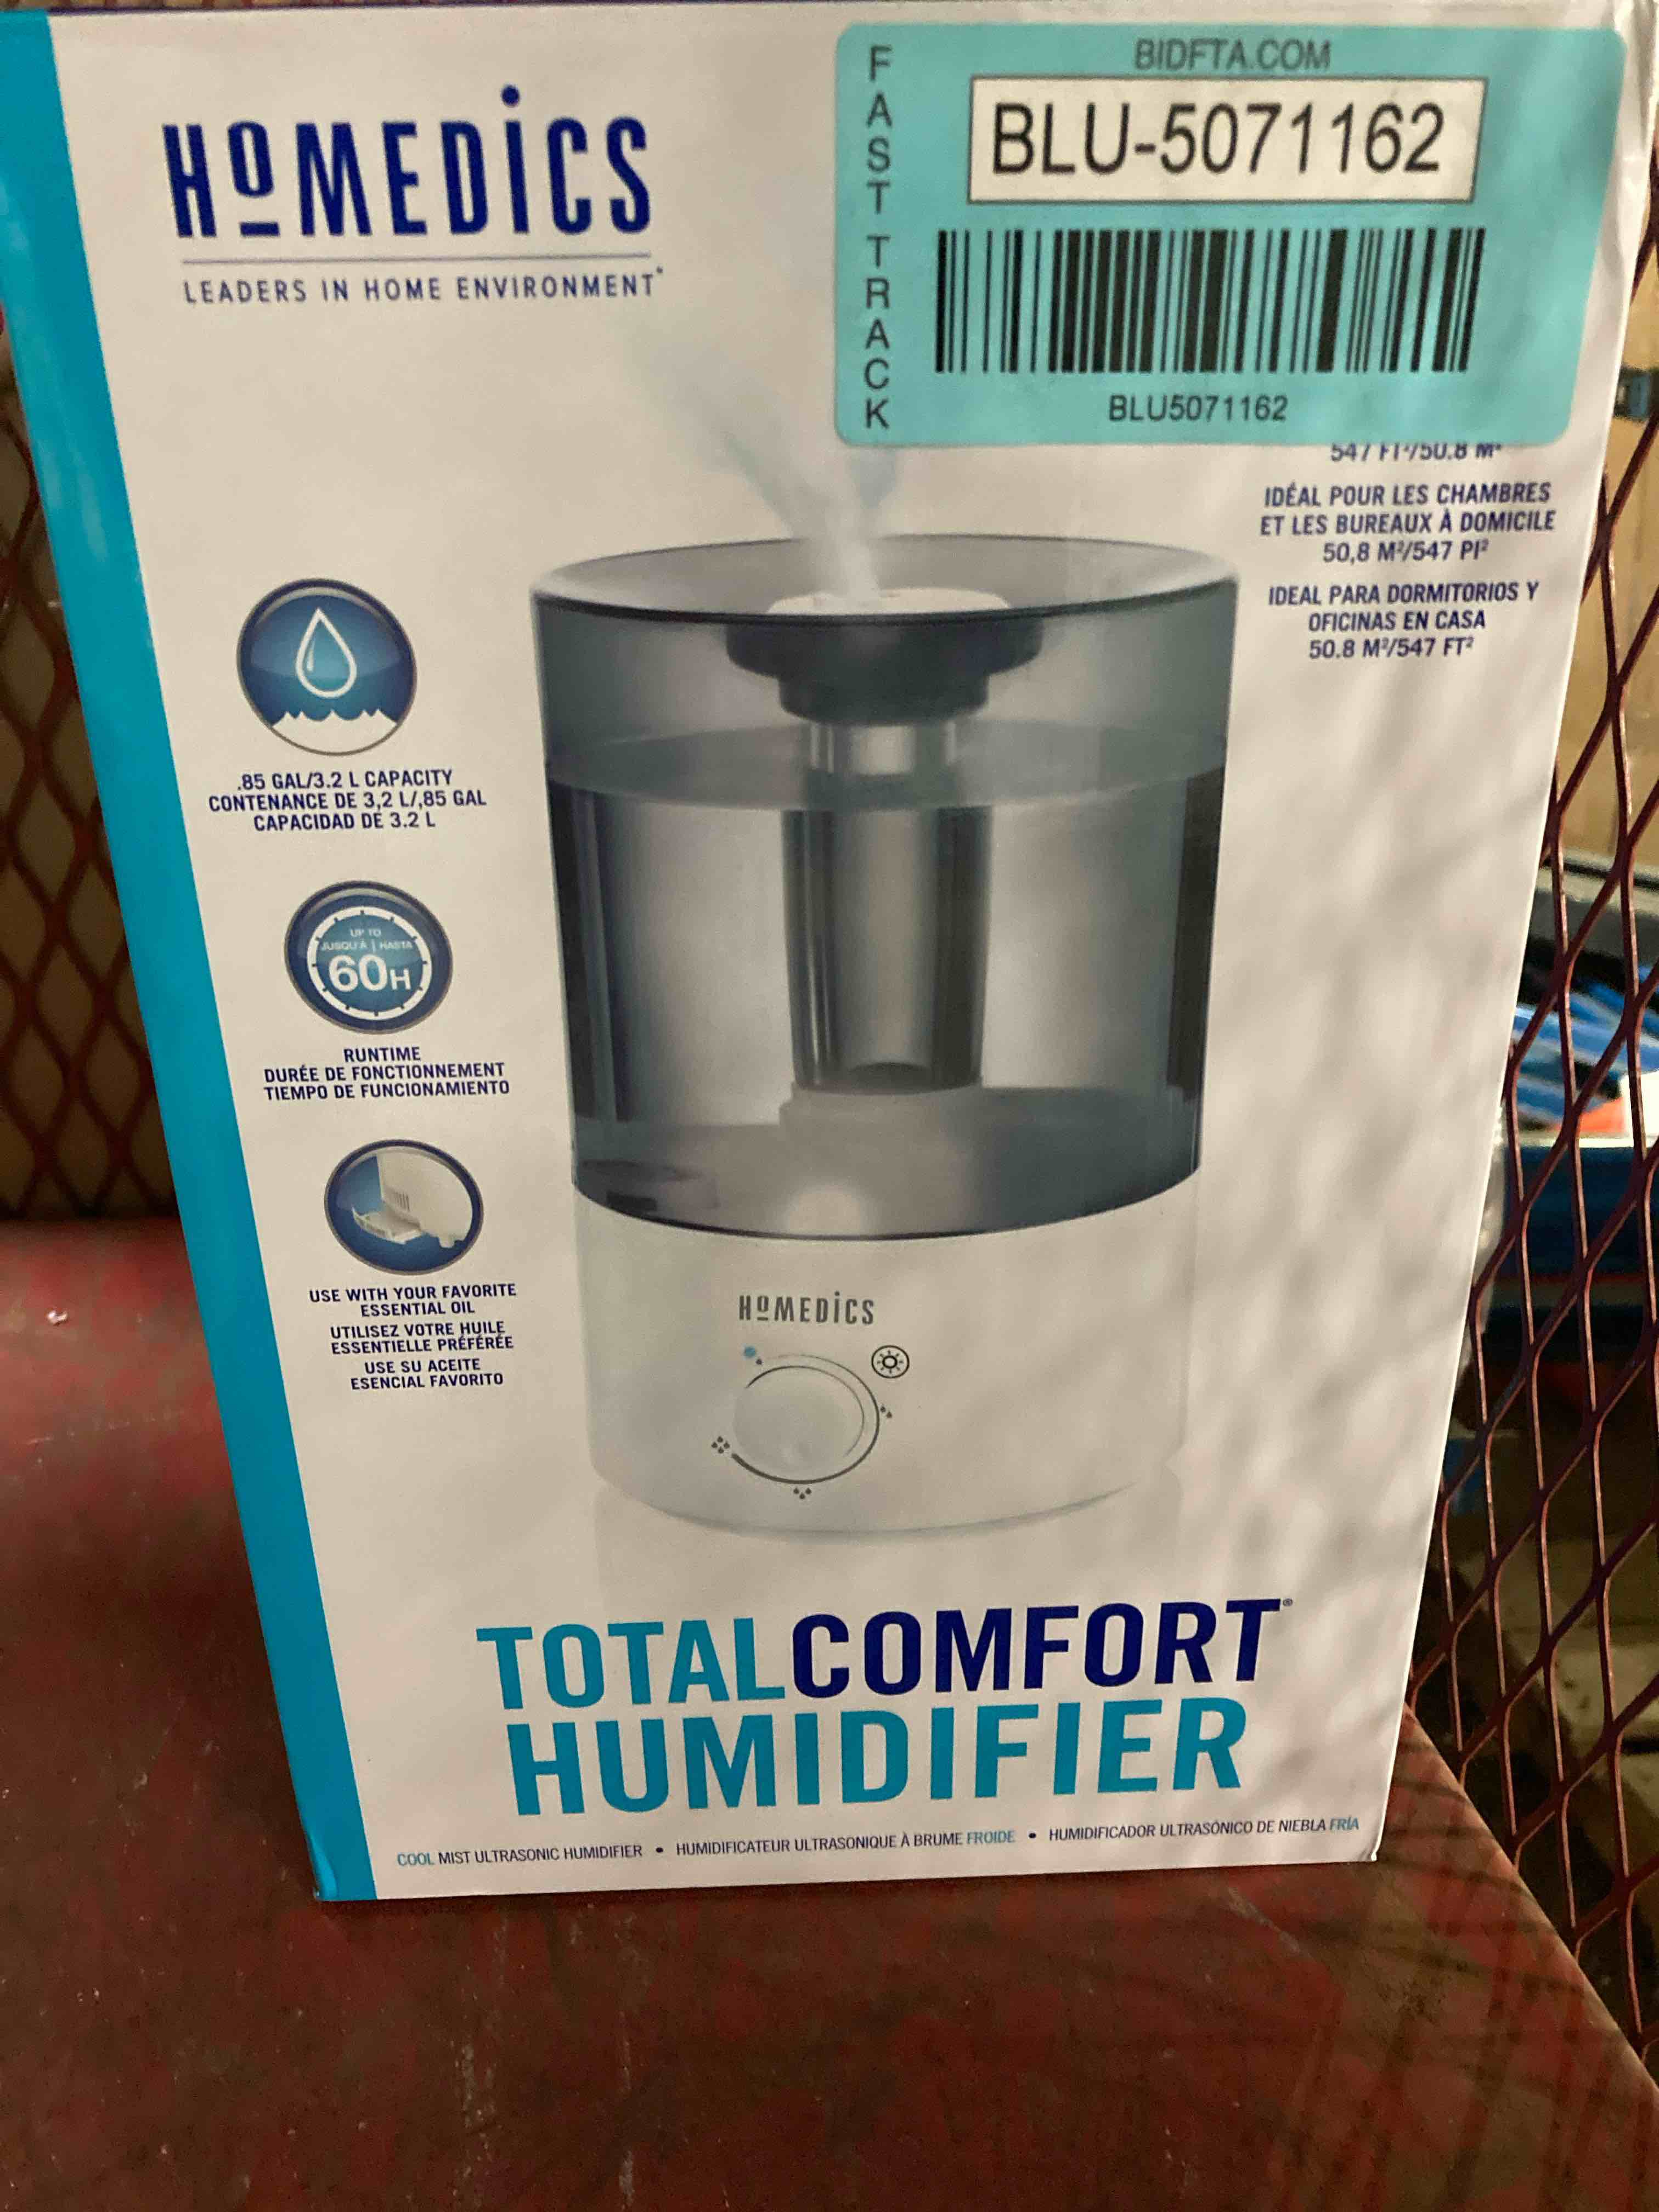 HOMEDICS
LEADERS IN HOME ENVIRONMENT
FAST TRACK
BIDFTA.COM
BLU-5071162
BLU5071162
547 FT²/50.8 M²
IDÉAL POUR LES CHAMBRES
ET LES BUREAUX À DOMICILE
50,8 M²/547 PI²
IDEAL PARA DORMITORIOS Y
OFICINAS EN CASA
50.8 M²/547 FT²
.85 GAL/3.2 L CAPACITY
CONTENANCE DE 3,2 L/,85 GAL
CAPACIDAD DE 3.2 L
UP TO
JUSQU'À | HASTA
60H
RUNTIME
DURÉE DE FONCTIONNEMENT
TIEMPO DE FUNCIONAMIENTO
USE WITH YOUR FAVORITE
ESSENTIAL OIL
UTILISEZ VOTRE HUILE
ESSENTIELLE PRÉFÉRÉE
USE SU ACEITE
ESENCIAL FAVORITO
HOMEDICS
TOTALCOMFORT®
HUMIDIFIER
COOL MIST ULTRASONIC HUMIDIFIER • HUMIDIFICATEUR ULTRASONIQUE À BRUME FROIDE • HUMIDIFICADOR ULTRASÓNICO DE NIEBLA FRÍA